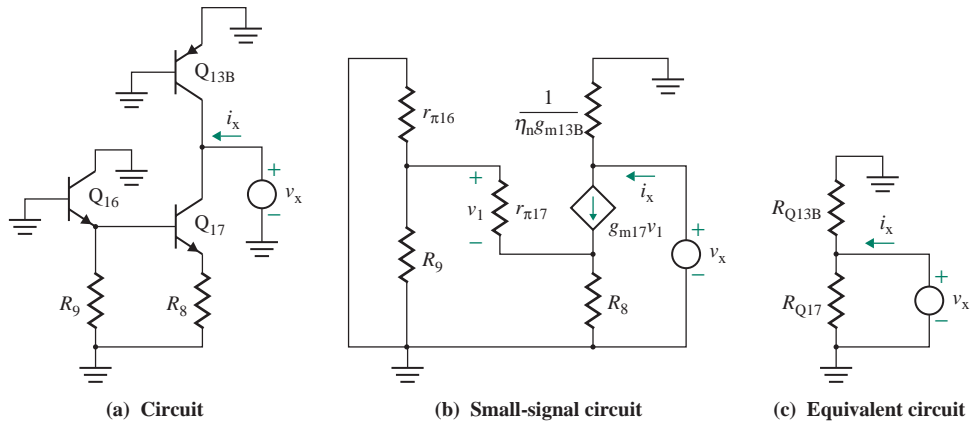 Q13B
ix
vx
+
−
Q16
Q17
R9
R8
(a) Circuit
rπ16
1
ηngm13B
+
v1
−
rπ17
ix
gm17v1
+
vx
−
R9
R8
(b) Small-signal circuit
RQ13B
ix
+
vx
−
RQ17
(c) Equivalent circuit